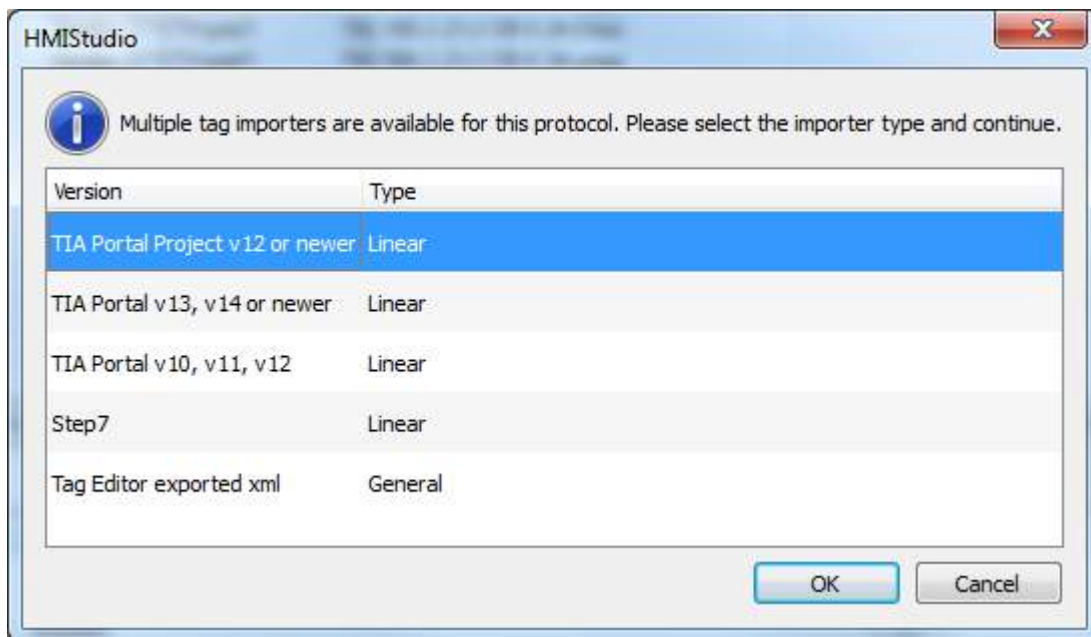 HMIStudio
Multiple tag importers are available for this protocol. Please select the importer type and continue.
Version Type
TIA Portal Project v12 or newer Linear
TIA Portal v13, v14 or newer Linear
TIA Portal v10, v11, v12 Linear
Step7 Linear
Tag Editor exported xml General
OK Cancel